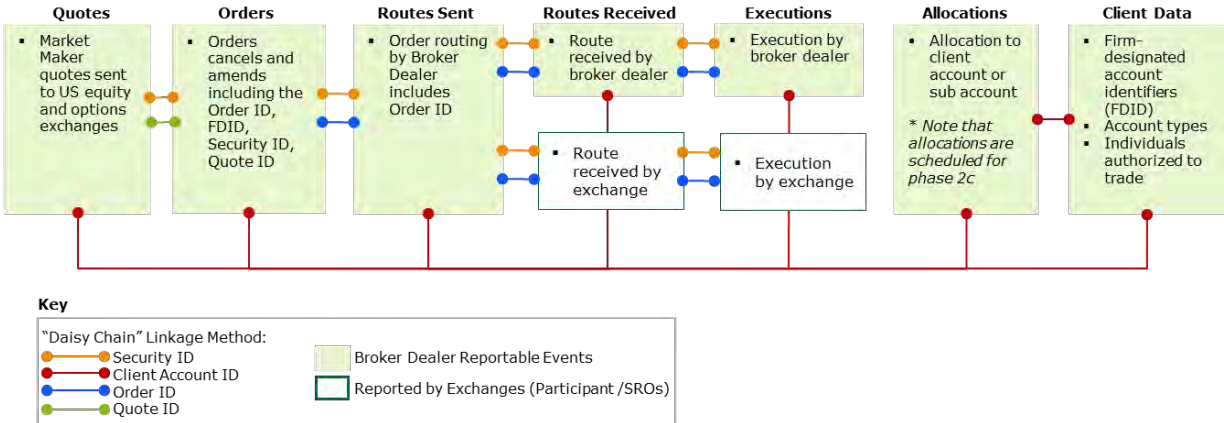 Quotes
Orders
Routes Sent
Routes Received
Executions
Allocations
Client Data
▪ Market
Maker
quotes sent
to US equity
and options
exchanges
▪ Orders
cancels and
amends
including the
Order ID,
FDID,
Security ID,
Quote ID
▪ Order routing
by Broker
Dealer
includes
Order ID
▪ Route
received by
broker dealer
▪ Route
received by
exchange
▪ Execution by
broker dealer
▪ Execution
by exchange
▪ Allocation to
client
account or
sub account
* Note that
allocations are
scheduled for
phase 2c
▪ Firm-
designated
account
identifiers
(FDID)
▪ Account types
▪ Individuals
authorized to
trade
Key
"Daisy Chain" Linkage Method:
Security ID
Client Account ID
Order ID
Quote ID
Broker Dealer Reportable Events
Reported by Exchanges (Participant /SROs)